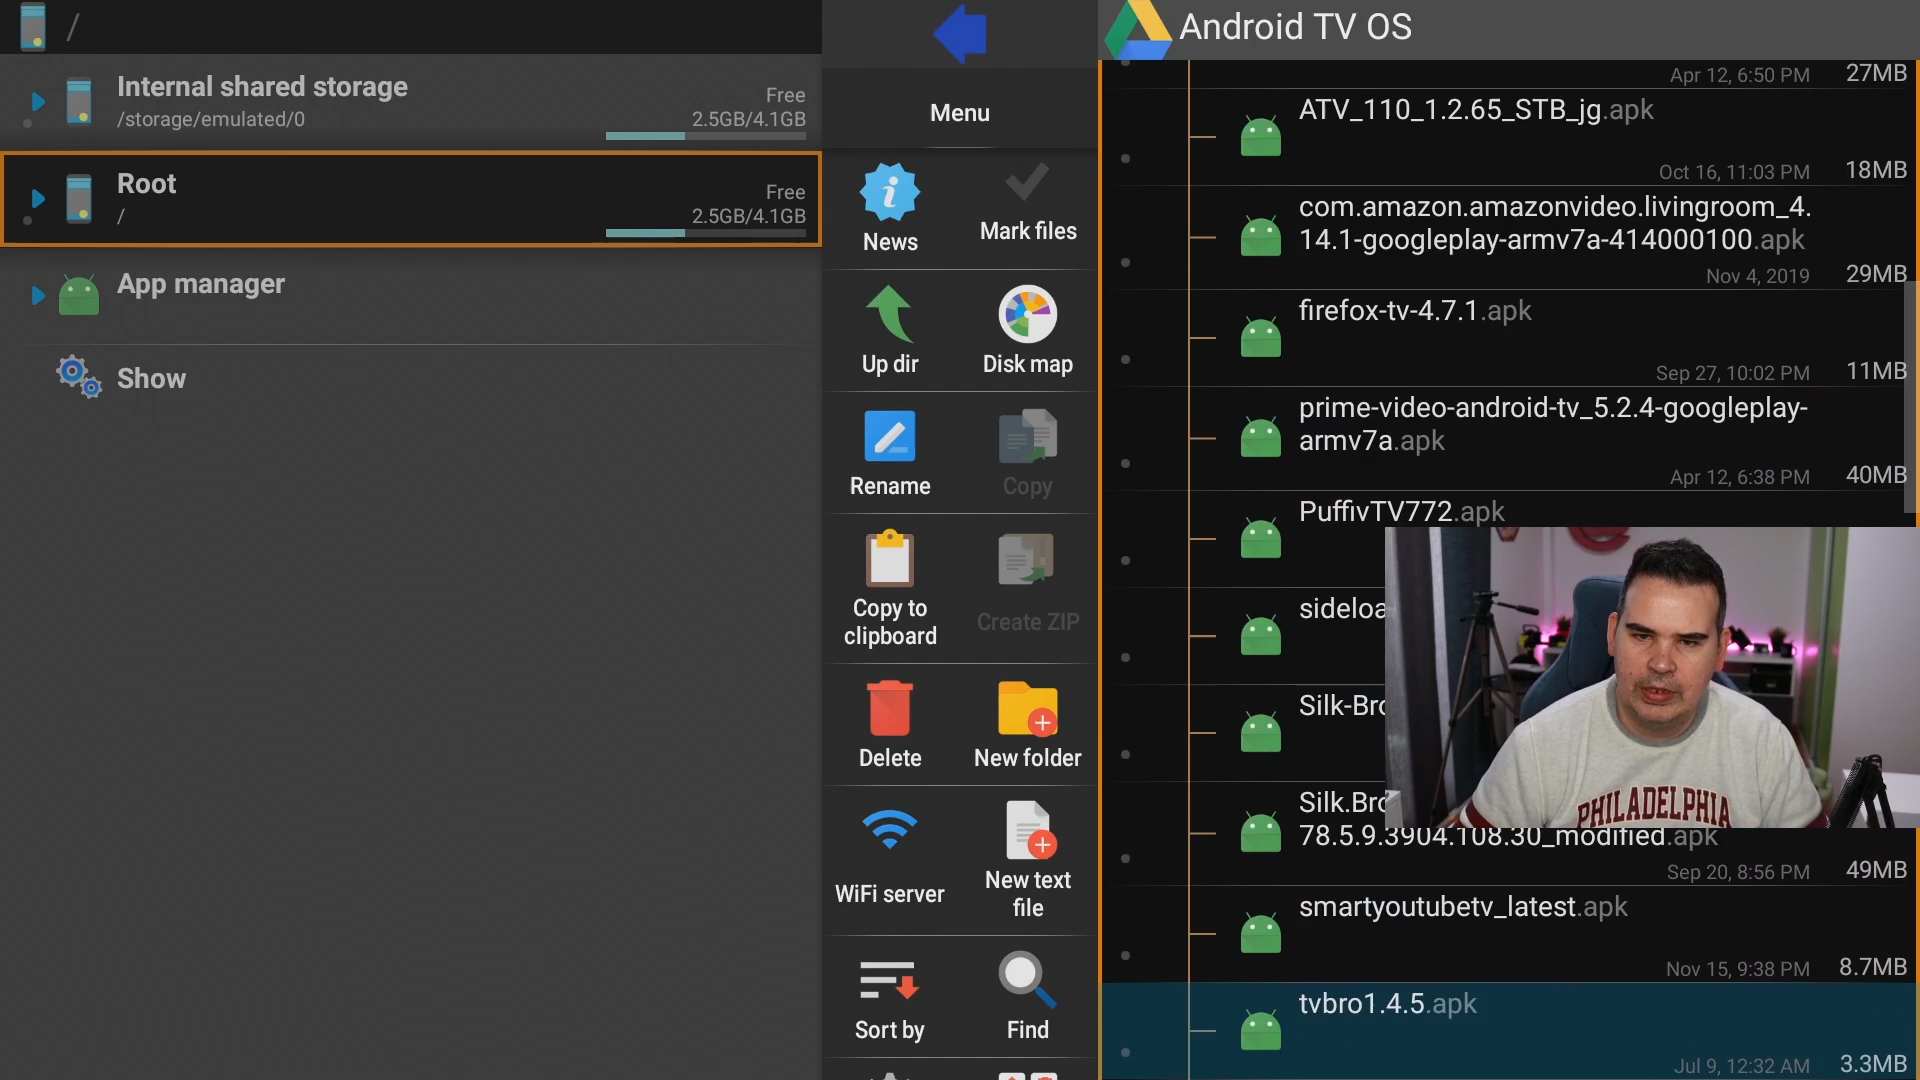 /
Internal shared storage
/storage/emulated/0
Free
2.5GB/4.1GB
Root
/
Free
2.5GB/4.1GB
App manager
Show
Menu
News
Mark files
Up dir
Disk map
Rename
Copy
Copy to
clipboard
Create ZIP
Delete
New folder
WiFi server
New text
file
Sort by
Find
Android TV OS
Apr 12, 6:50 PM
27MB
ATV_110_1.2.65_STB_jg.apk
Oct 16, 11:03 PM
18MB
com.amazon.amazonvideo.livingroom_4.
14.1-googleplay-armv7a-414000100.apk
Nov 4, 2019
29MB
firefox-tv-4.7.1.apk
Sep 27, 10:02 PM
11MB
prime-video-android-tv_5.2.4-googleplay-
armv7a.apk
Apr 12, 6:38 PM
40MB
PuffivTV772.apk
sideloa
Silk-Bro
Silk.Bro
78.5.9.3904.108.30_modified.apk
Sep 20, 8:56 PM
49MB
smartyoutubetv_latest.apk
Nov 15, 9:38 PM
8.7MB
tvbro1.4.5.apk
Jul 9, 12:32 AM
3.3MB
PHILADELPHIA